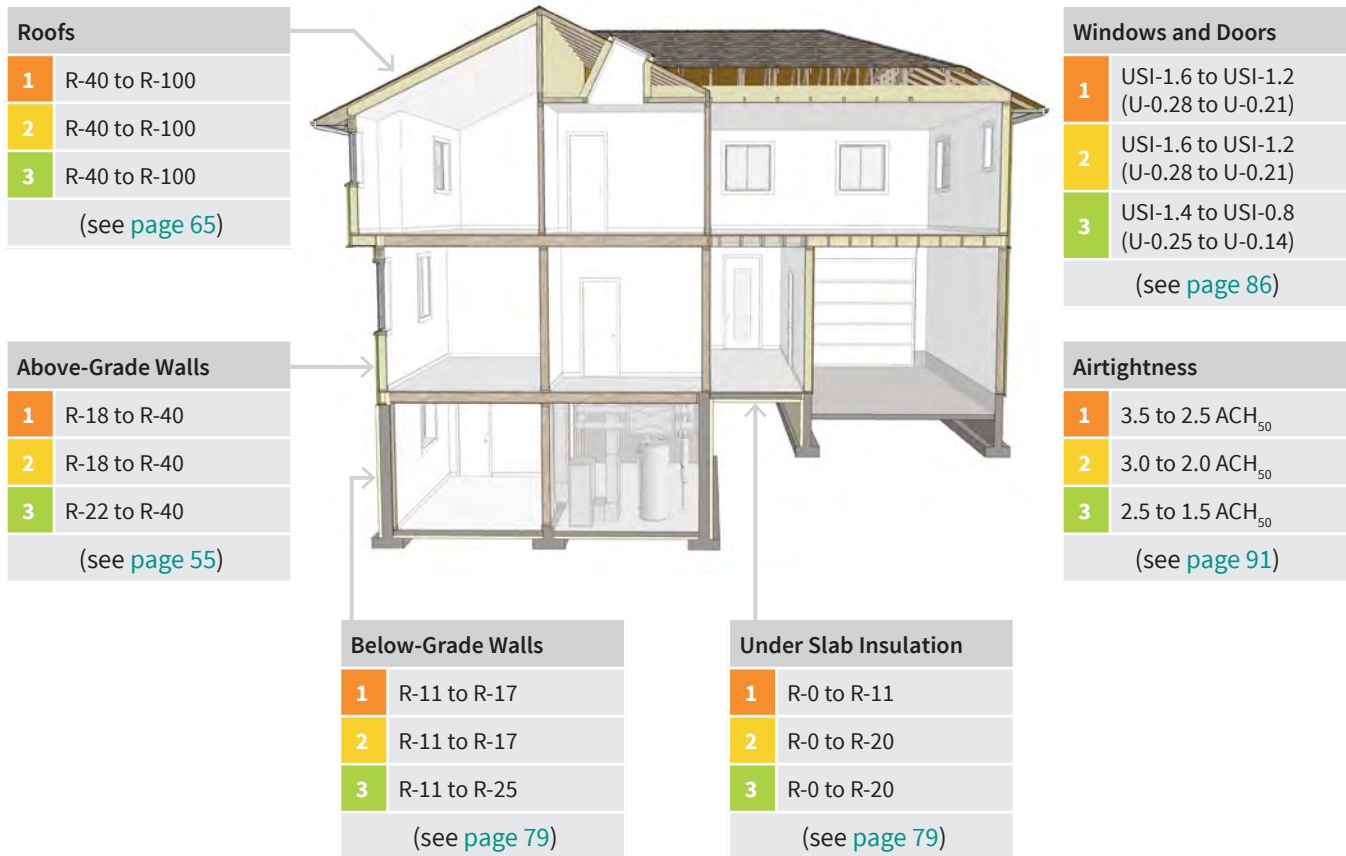 Roofs
1 R-40 to R-100
2 R-40 to R-100
3 R-40 to R-100
(see page 65)
Above-Grade Walls
1 R-18 to R-40
2 R-18 to R-40
3 R-22 to R-40
(see page 55)
Below-Grade Walls
1 R-11 to R-17
2 R-11 to R-17
3 R-11 to R-25
(see page 79)
Under Slab Insulation
1 R-0 to R-11
2 R-0 to R-20
3 R-0 to R-20
(see page 79)
Windows and Doors
1 USI-1.6 to USI-1.2
(U-0.28 to U-0.21)
2 USI-1.6 to USI-1.2
(U-0.28 to U-0.21)
3 USI-1.4 to USI-0.8
(U-0.25 to U-0.14)
(see page 86)
Airtightness
1 3.5 to 2.5 ACH₅₀
2 3.0 to 2.0 ACH₅₀
3 2.5 to 1.5 ACH₅₀
(see page 91)